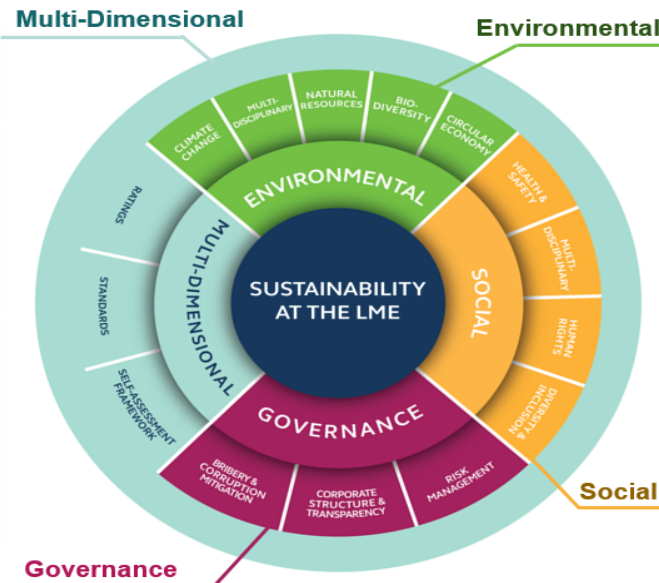 Multi-Dimensional
Environmental
CLIMATE
CHANGE
MULTI-
DISCIPLINARY
NATURAL
RESOURCES
BIO-
DIVERSITY
CIRCULAR
ECONOMY
ENVIRONMENTAL
HEALTH &
SAFETY
MULTI-
DISCIPLINARY
HUMAN
RIGHTS
DIVERSITY
INCLUSION &
SOCIAL
RATINGS
STANDARDS
SELF-ASSESSMENT
FRAMEWORK
MULTI-DIMENSIONAL
SUSTAINABILITY
AT THE LME
GOVERNANCE
BRIBERY &
CORRUPTION
MITIGATION
CORPORATE
STRUCTURE &
TRANSPARENCY
RISK
MANAGEMENT
Social
Governance